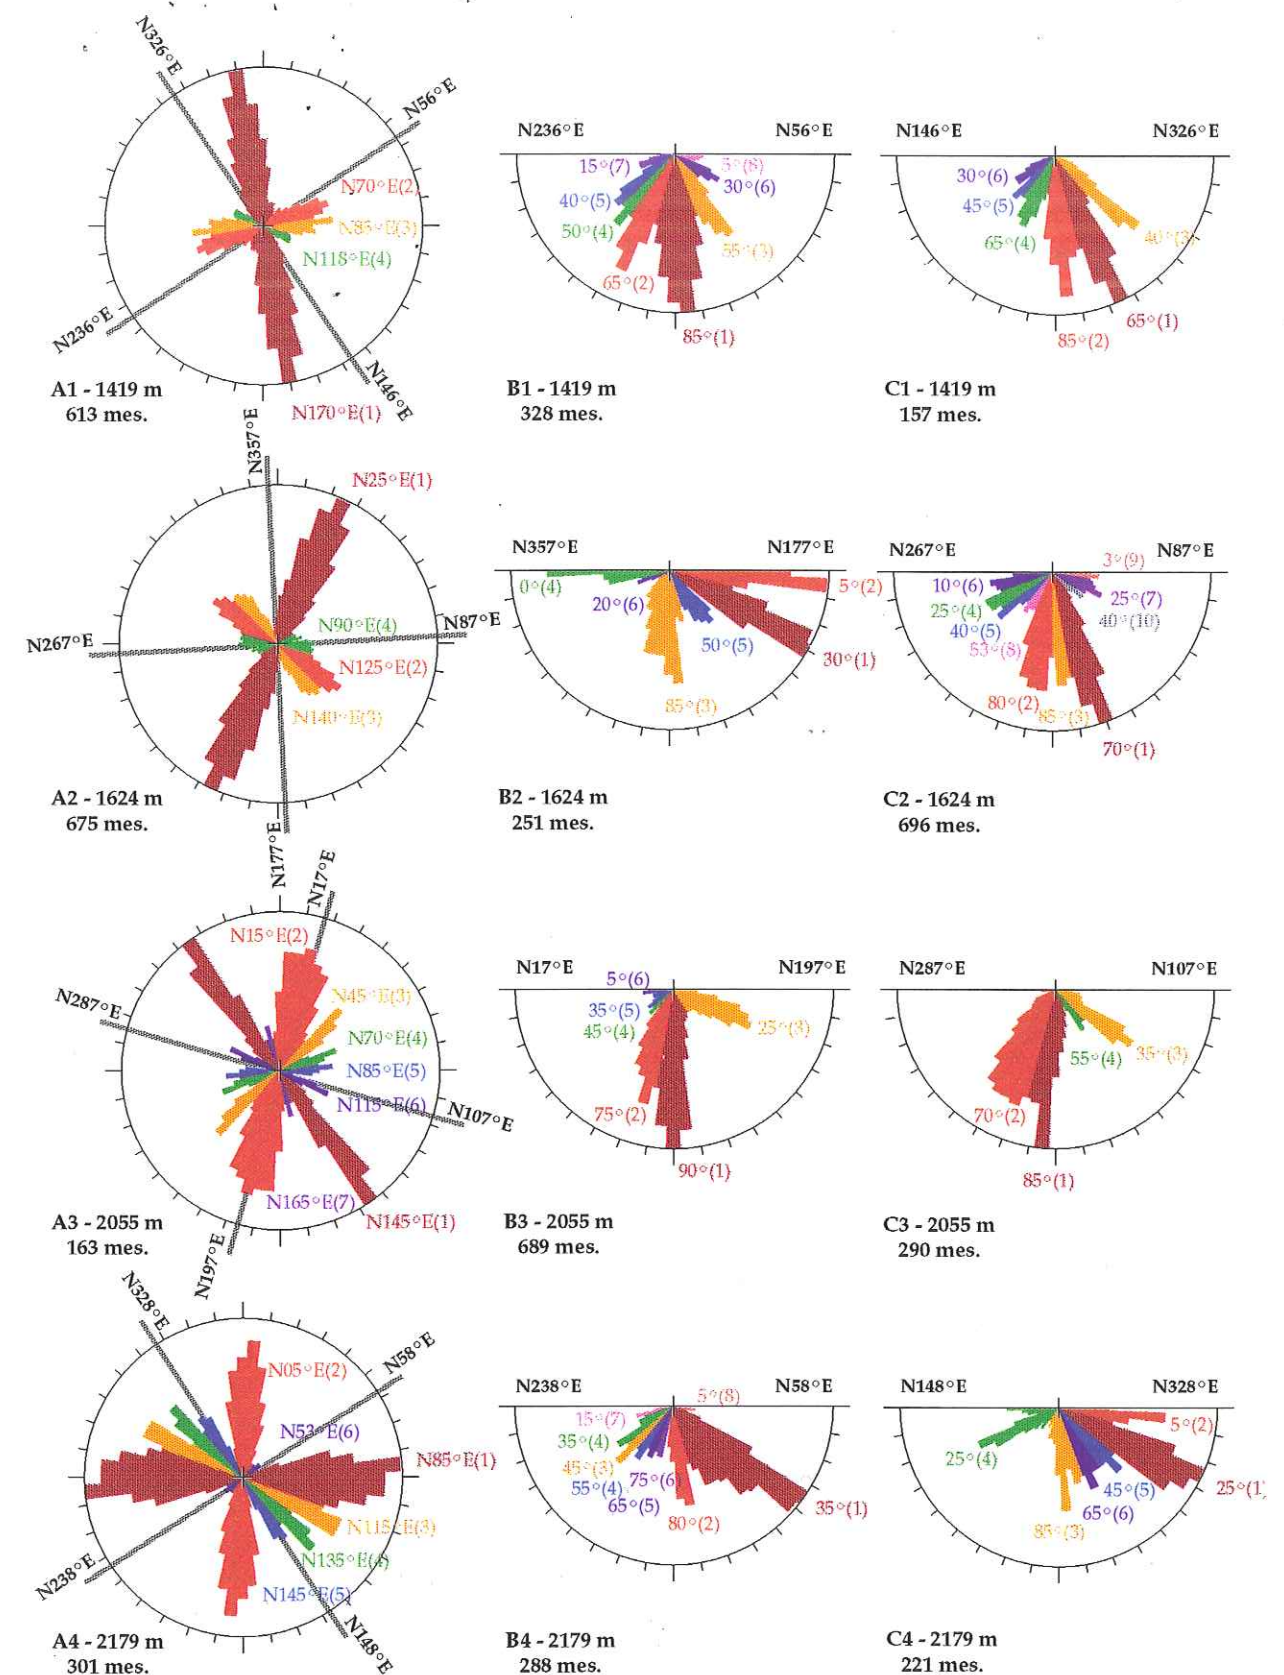 N326°E
N56°E
N70°E(2)
N85°E(3)
N118°E(4)
N236°E
N146°E
N170°E(1)
A1 - 1419 m
613 mes.
N236°E
N56°E
15°(7)
5°(8)
30°(6)
40°(5)
50°(4)
55°(3)
65°(2)
85°(1)
B1 - 1419 m
328 mes.
N146°E
N326°E
30°(6)
45°(5)
65°(4)
40°(3)
65°(1)
85°(2)
C1 - 1419 m
157 mes.
N357°E
N25°E(1)
N90°E(4)
N87°E
N267°E
N125°E(2)
N140°E(3)
N177°E
A2 - 1624 m
675 mes.
N357°E
N177°E
0°(4)
5°(2)
20°(6)
50°(5)
30°(1)
85°(3)
B2 - 1624 m
251 mes.
N267°E
N87°E
3°(9)
10°(6)
25°(7)
25°(4)
40°(10)
40°(5)
53°(8)
80°(2)
85°(3)
70°(1)
C2 - 1624 m
696 mes.
N17°E
N15°E(2)
N45°E(3)
N287°E
N70°E(4)
N85°E(5)
N115°E(6)
N107°E
N165°E(7)
N145°E(1)
N197°E
A3 - 2055 m
163 mes.
N17°E
N197°E
5°(6)
35°(5)
45°(4)
25°(3)
75°(2)
90°(1)
B3 - 2055 m
689 mes.
N287°E
N107°E
55°(4)
35°(3)
70°(2)
85°(1)
C3 - 2055 m
290 mes.
N328°E
N58°E
N05°E(2)
N53°E(6)
N85°E(1)
N115°E(3)
N135°E(4)
N238°E
N145°E(5)
N148°E
A4 - 2179 m
301 mes.
N238°E
N58°E
5°(8)
15°(7)
35°(4)
45°(3)
55°(4)
75°(6)
65°(5)
35°(1)
80°(2)
B4 - 2179 m
288 mes.
N148°E
N328°E
5°(2)
25°(4)
45°(5)
25°(1
65°(6)
85°(3)
C4 - 2179 m
221 mes.